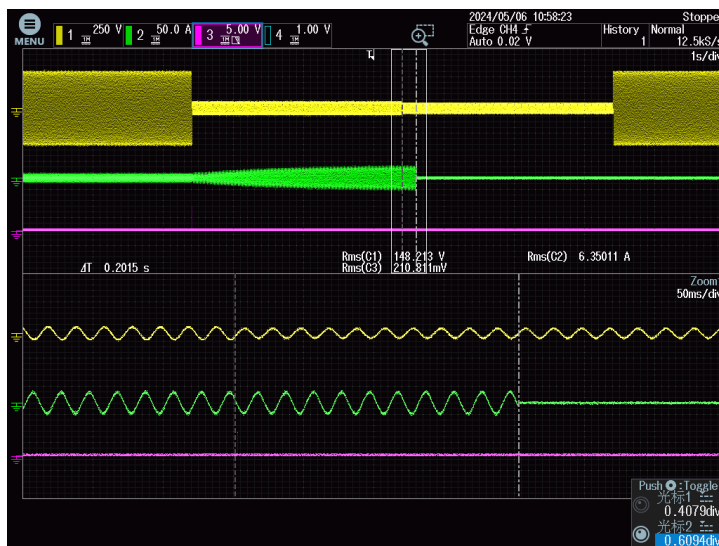 2024/05/06 10:58:23 Stoppe
MENU
1 250 V 2 50.0 A 3 5.00 V 4 1.00 V
Edge CH4
Auto 0.02 V
History
1
Normal
12.5kS/s
1s/div
Rms(C1) 148.213 V Rms(C2) 6.35011 A
ΔT 0.2015 s Rms(C3) 210.811mV
Zoom
50ms/div
Push :Toggle
光标1
0.4079div
光标2
0.6094div